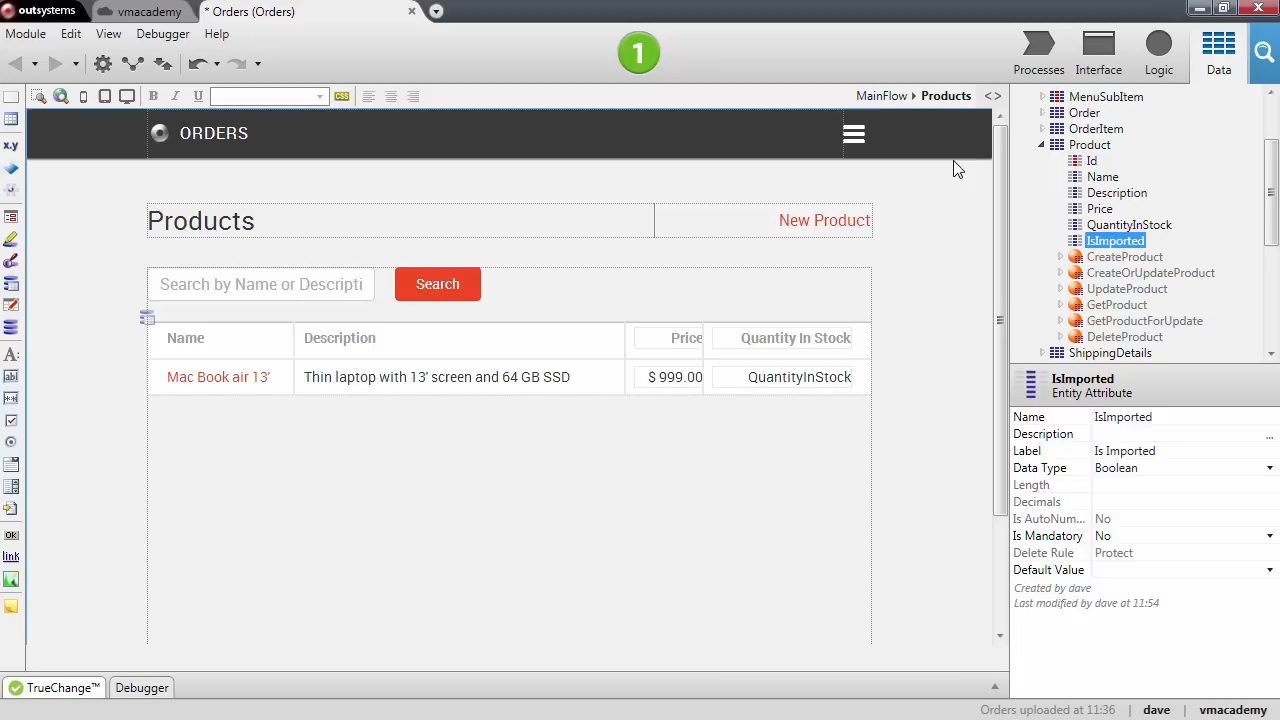 outsystems
vmacademy
* Orders (Orders)
Module Edit View Debugger Help
1
Processes Interface Logic Data
B I U CSS
MainFlow Products <>
ORDERS
Products
New Product
Search by Name or Descripti
Search
Name Description Price Quantity In Stock
Mac Book air 13' Thin laptop with 13' screen and 64 GB SSD $ 999.00 QuantityInStock
x.y
A
OK
link
MenuSubItem
Order
OrderItem
Product
Id
Name
Description
Price
QuantityInStock
IsImported
CreateProduct
CreateOrUpdateProduct
UpdateProduct
GetProduct
GetProductForUpdate
DeleteProduct
ShippingDetails
IsImported
Entity Attribute
Name IsImported
Description ...
Label Is Imported
Data Type Boolean
Length
Decimals
Is AutoNum... No
Is Mandatory No
Delete Rule Protect
Default Value
Created by dave
Last modified by dave at 11:54
TrueChange™ Debugger
Orders uploaded at 11:36 dave vmacademy